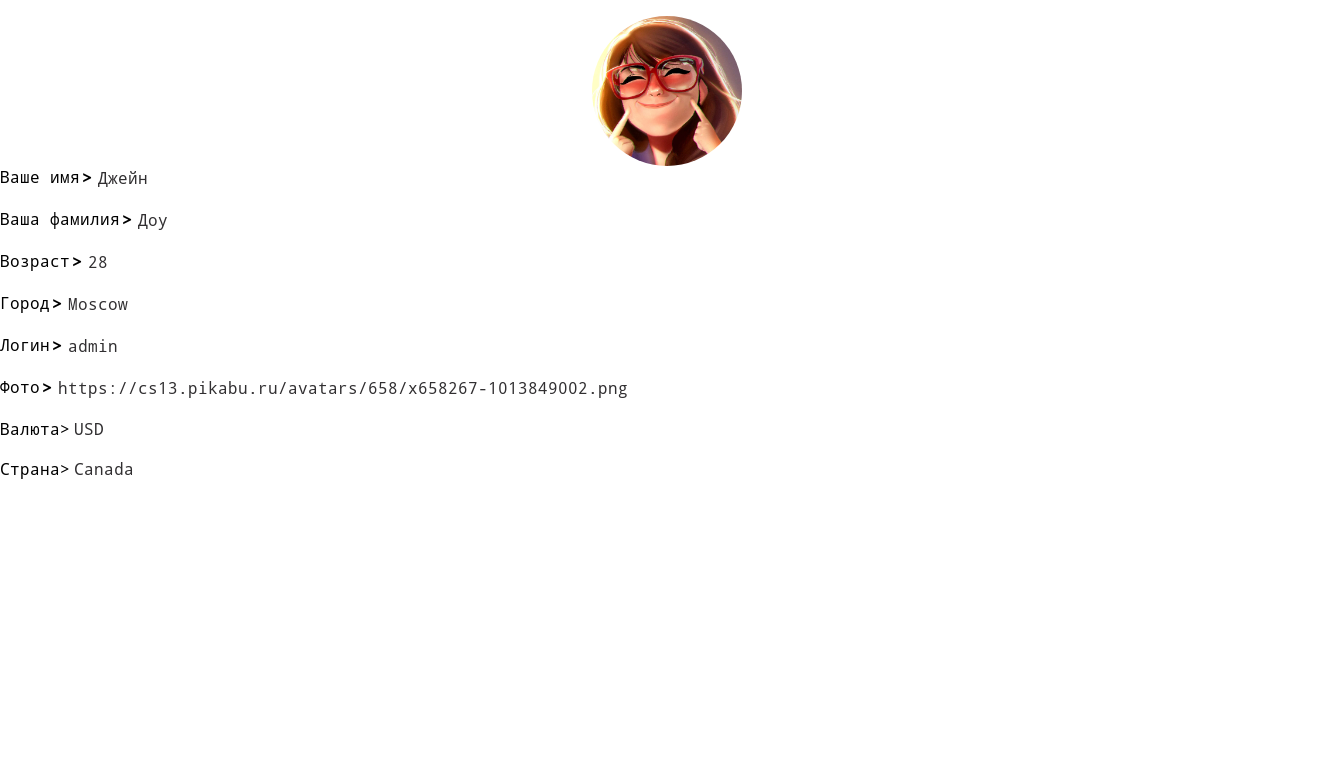 Ваше имя> Джейн
Ваша фамилия> Доу
Возраст> 28
Город> Moscow
Логин> admin
Фото> https://cs13.pikabu.ru/avatars/658/x658267-1013849002.png
Валюта> USD
Страна> Canada